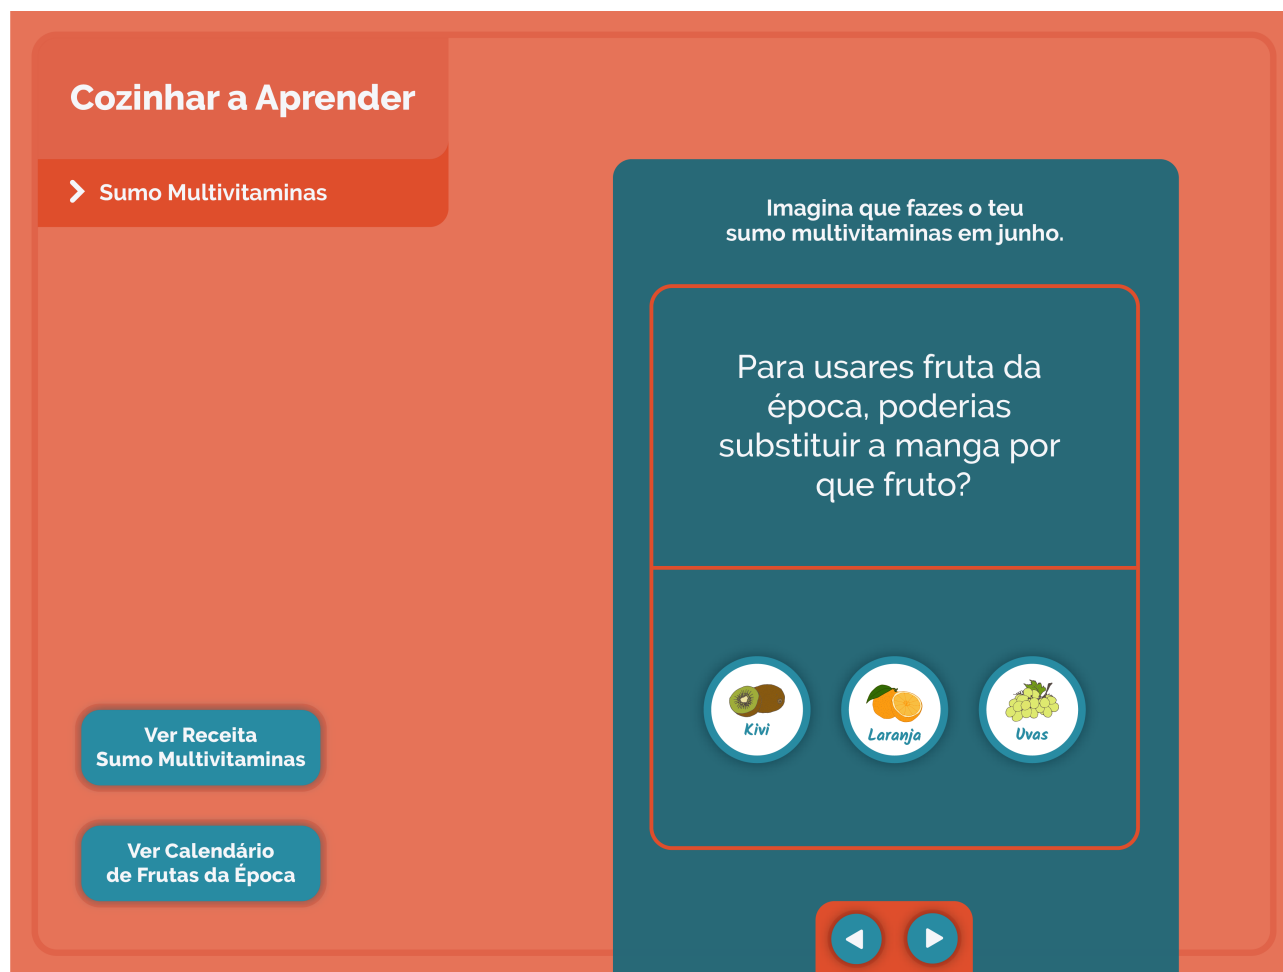 Cozinhar a Aprender
Sumo Multivitaminas
Imagina que fazes o teu
sumo multivitaminas em junho.
Para usares fruta da
época, poderias
substituir a manga por
que fruto?
Kivi
Laranja
Uvas
Ver Receita
Sumo Multivitaminas
Ver Calendário
de Frutas da Época